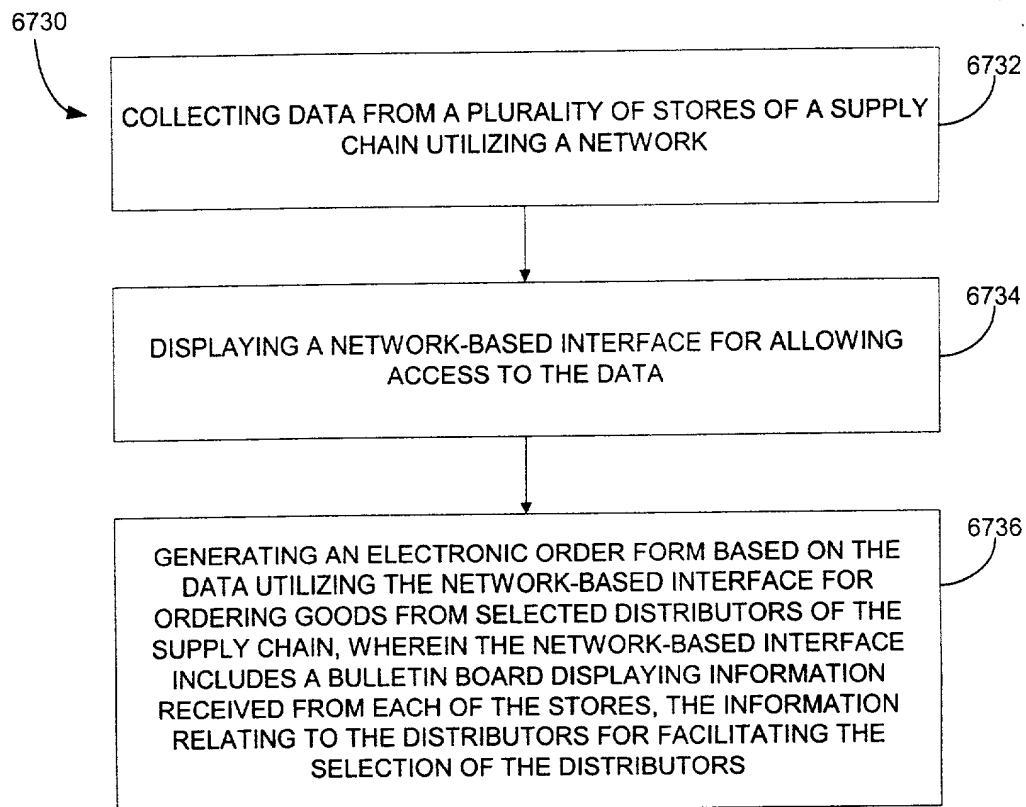 6730
6732
COLLECTING DATA FROM A PLURALITY OF STORES OF A SUPPLY
CHAIN UTILIZING A NETWORK
6734
DISPLAYING A NETWORK-BASED INTERFACE FOR ALLOWING
ACCESS TO THE DATA
6736
GENERATING AN ELECTRONIC ORDER FORM BASED ON THE
DATA UTILIZING THE NETWORK-BASED INTERFACE FOR
ORDERING GOODS FROM SELECTED DISTRIBUTORS OF THE
SUPPLY CHAIN, WHEREIN THE NETWORK-BASED INTERFACE
INCLUDES A BULLETIN BOARD DISPLAYING INFORMATION
RECEIVED FROM EACH OF THE STORES, THE INFORMATION
RELATING TO THE DISTRIBUTORS FOR FACILITATING THE
SELECTION OF THE DISTRIBUTORS